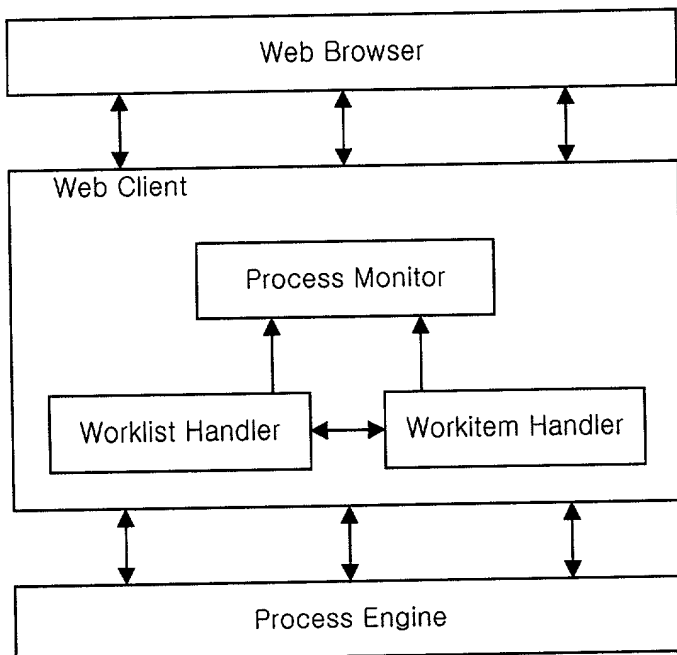 Web Browser
Web Client
Process Monitor
Worklist Handler
Workitem Handler
Process Engine